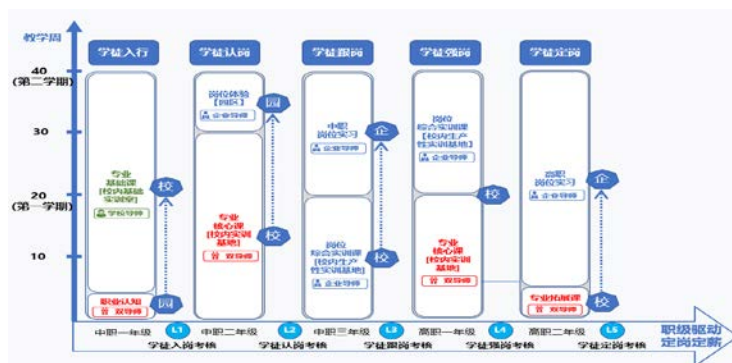 教学周
学徒入行
学徒认岗
学徒跟岗
学徒强岗
学徒定岗
40
(第二学期)
30
20
(第一学期)
10
专业
基础课
[校内基础
实训室]
学校导师
职业认知
双导师
校
园
岗位体验
【园区】
企业导师
专业
核心课
[校内实训
基地]
双导师
园
校
中职
岗位实习
企业导师
岗位
综合实训课
[校内生产
性实训基地]
企业导师
企
校
岗位
综合实训课
[校内生产
性实训基地]
企业导师
专业
核心课
[校内实训
基地]
双导师
校
高职
岗位实习
企业导师
专业拓展课
双导师
企
校
中职一年级
L1
中职二年级
L2
中职三年级
L3
高职一年级
L4
高职二年级
L5
学徒入岗考核
学徒认岗考核
学徒跟岗考核
学徒强岗考核
学徒定岗考核
职级驱动
定岗定薪